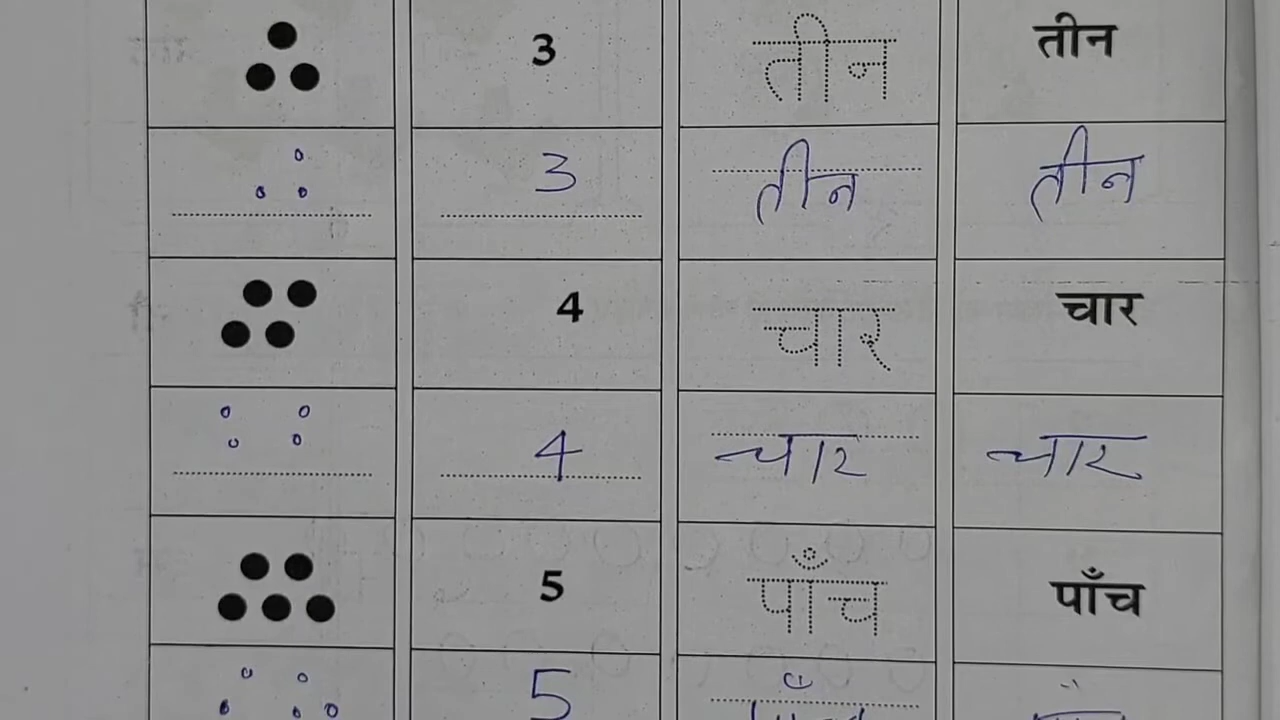 3 तीन तीन
3 तीन तीन
4 चार चार
4 चार चार
5 पाँच पाँच
5